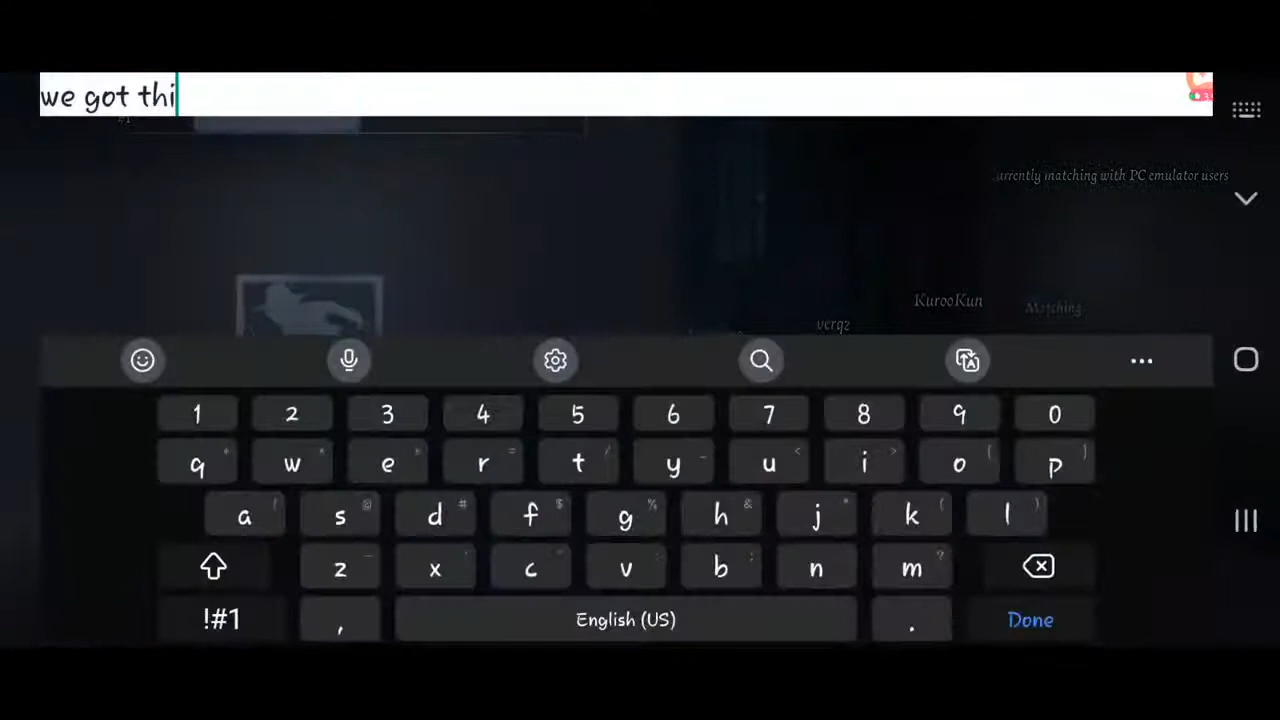 we got thi
#1
urrently matching with PC emulator users
KurooKun
Matching
verqz
1 2 3 4 5 6 7 8 9 0
q w e r t y u i o p
a s d f g h j k l
z x c v b n m
!#1 , English (US) . Done